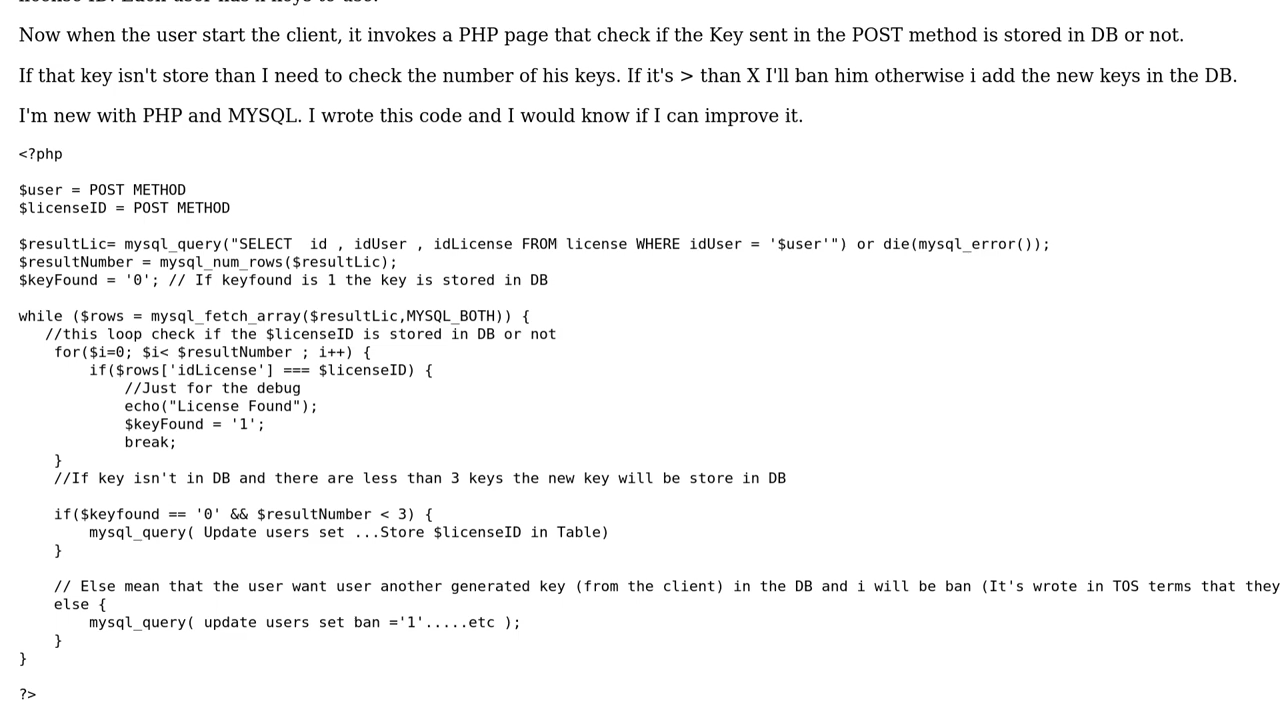 license ID. Each user has n keys to use.
Now when the user start the client, it invokes a PHP page that check if the Key sent in the POST method is stored in DB or not.
If that key isn't store than I need to check the number of his keys. If it's > than X I'll ban him otherwise i add the new keys in the DB.
I'm new with PHP and MYSQL. I wrote this code and I would know if I can improve it.
<?php
$user = POST METHOD
$licenseID = POST METHOD
$resultLic= mysql_query("SELECT  id , idUser , idLicense FROM license WHERE idUser = '$user'") or die(mysql_error());
$resultNumber = mysql_num_rows($resultLic);
$keyFound = '0'; // If keyfound is 1 the key is stored in DB
while ($rows = mysql_fetch_array($resultLic,MYSQL_BOTH)) {
   //this loop check if the $licenseID is stored in DB or not
    for($i=0; $i< $resultNumber ; i++) {
        if($rows['idLicense'] === $licenseID) {
            //Just for the debug
            echo("License Found");
            $keyFound = '1';
            break;
    }
    //If key isn't in DB and there are less than 3 keys the new key will be store in DB
    if($keyfound == '0' && $resultNumber < 3) {
        mysql_query( Update users set ...Store $licenseID in Table)
    }
    // Else mean that the user want user another generated key (from the client) in the DB and i will be ban (It's wrote in TOS terms that they
    else {
        mysql_query( update users set ban ='1'.....etc );
    }
}
?>